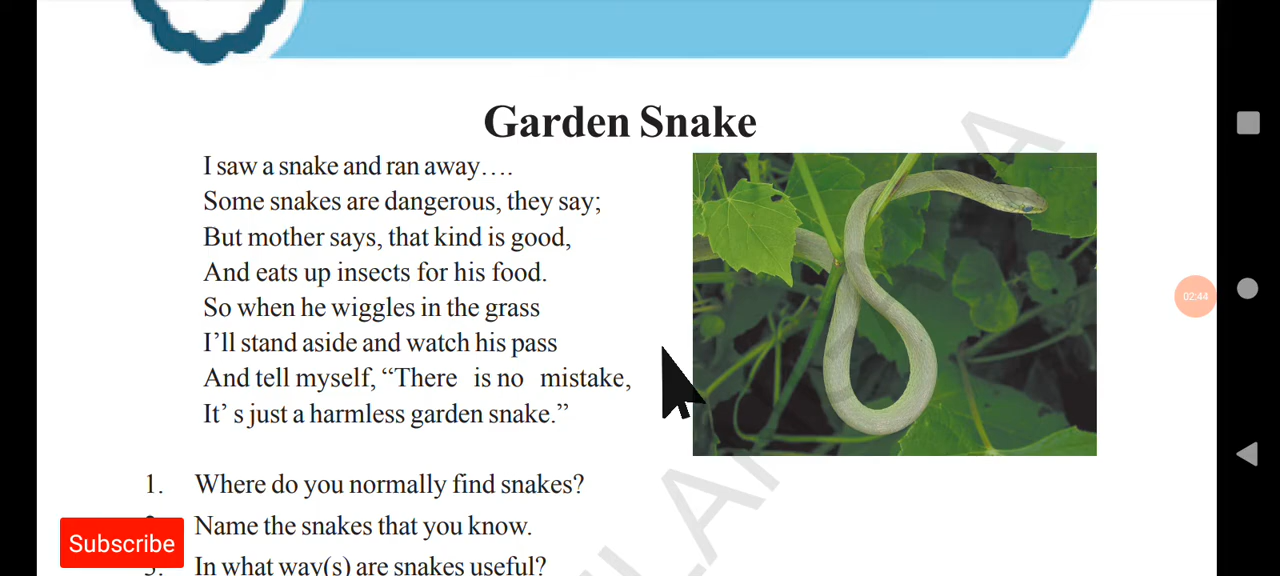 Garden Snake
I saw a snake and ran away….
Some snakes are dangerous, they say;
But mother says, that kind is good,
And eats up insects for his food.
So when he wiggles in the grass
I’ll stand aside and watch his pass
And tell myself, “There is no mistake,
It’ s just a harmless garden snake.”
02:44
1. Where do you normally find snakes?
Name the snakes that you know.
Subscribe
3. In what way(s) are snakes useful?